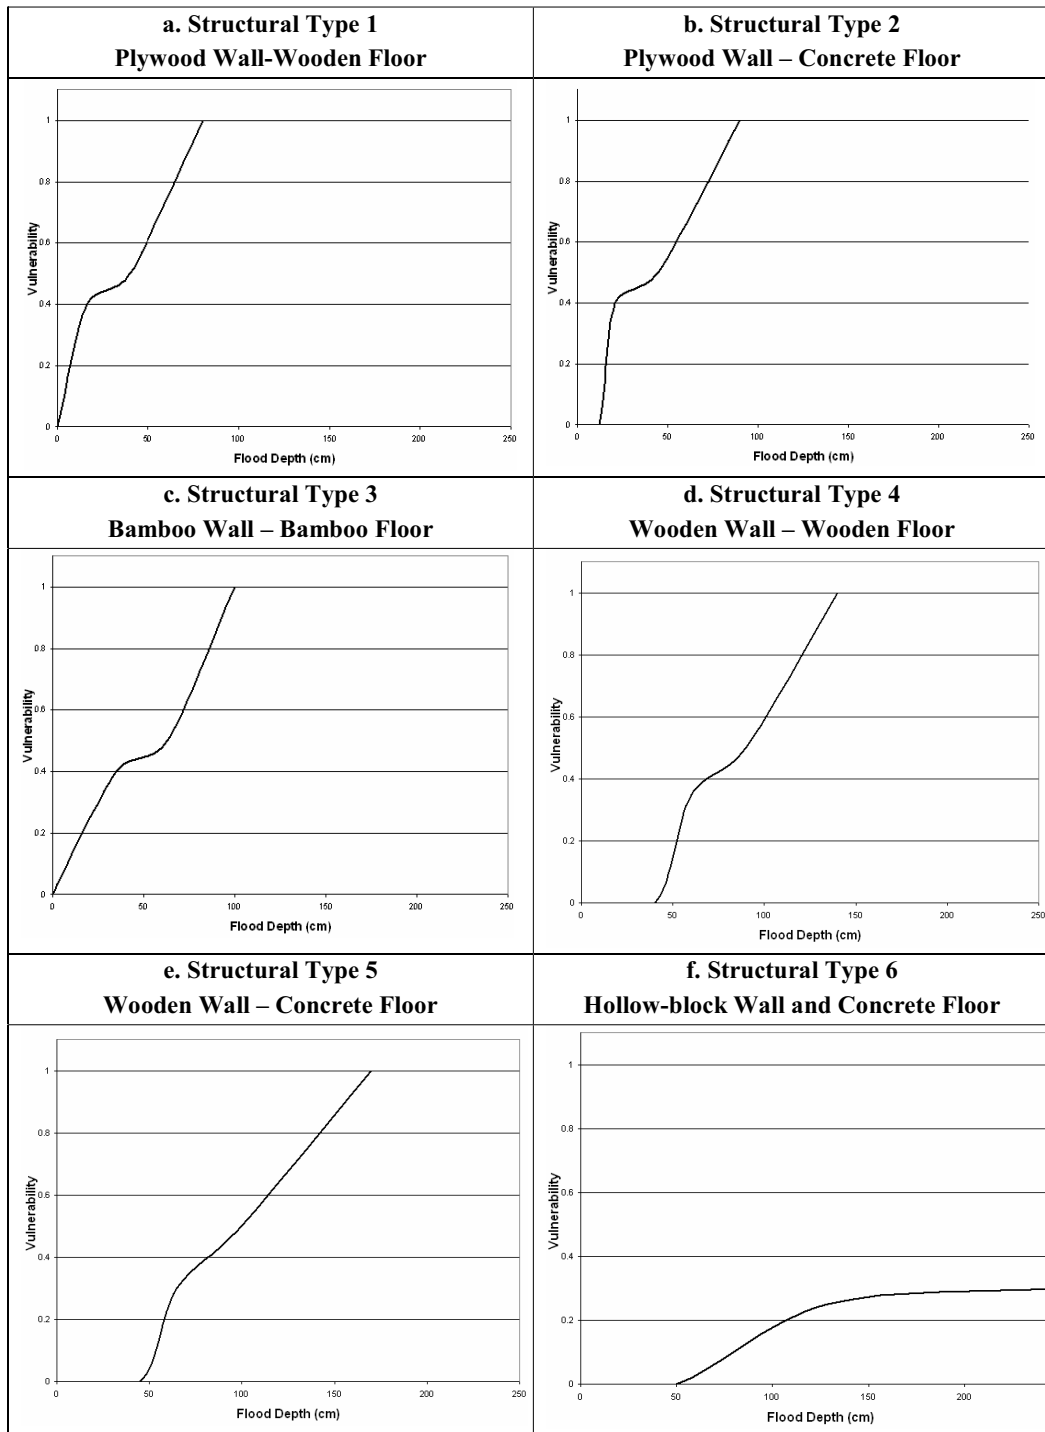 a. Structural Type 1
Plywood Wall-Wooden Floor
b. Structural Type 2
Plywood Wall – Concrete Floor
1
0.8
0.6
0.4
0.2
0
Vulnerability
0 50 100 150 200 250
Flood Depth (cm)
1
0.8
0.6
0.4
0.2
0
Vulnerability
0 50 100 150 200 250
Flood Depth (cm)
c. Structural Type 3
Bamboo Wall – Bamboo Floor
d. Structural Type 4
Wooden Wall – Wooden Floor
1
0.8
0.6
0.4
0.2
0
Vulnerability
0 50 100 150 200 250
Flood Depth (cm)
1
0.8
0.6
0.4
0.2
0
Vulnerability
0 50 100 150 200 250
Flood Depth (cm)
e. Structural Type 5
Wooden Wall – Concrete Floor
f. Structural Type 6
Hollow-block Wall and Concrete Floor
1
0.8
0.6
0.4
0.2
0
Vulnerability
0 50 100 150 200 250
Flood Depth (cm)
1
0.8
0.6
0.4
0.2
0
Vulnerability
0 50 100 150 200
Flood Depth (cm)